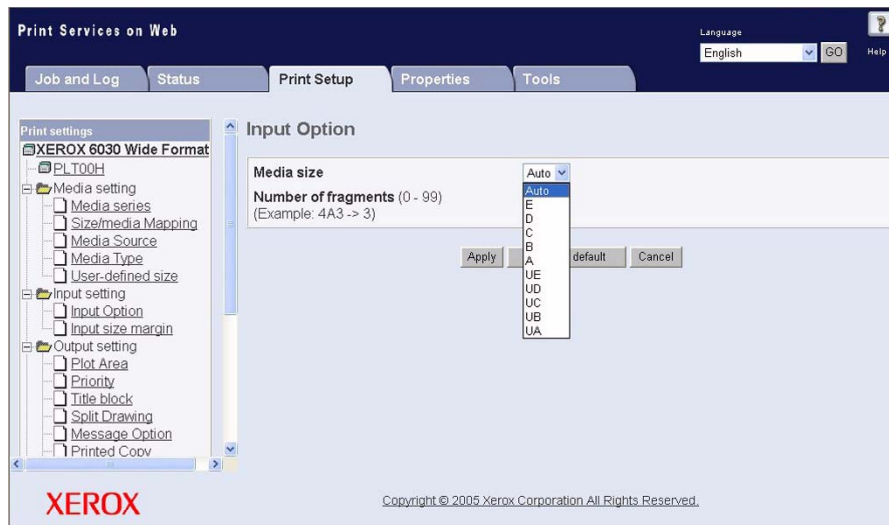 Print Services on Web
Language
English
GO
Help
Job and Log
Status
Print Setup
Properties
Tools
Print settings
XEROX 6030 Wide Format
PLT00H
Media setting
Media series
Size/media Mapping
Media Source
Media Type
User-defined size
Input setting
Input Option
Input size margin
Output setting
Plot Area
Priority
Title block
Split Drawing
Message Option
Printed Copy
Input Option
Media size
Auto
Number of fragments (0 - 99)
(Example: 4A3 -> 3)
Auto
E
D
C
B
A
UE
UD
UC
UB
UA
Apply
default
Cancel
XEROX
Copyright © 2005 Xerox Corporation All Rights Reserved.